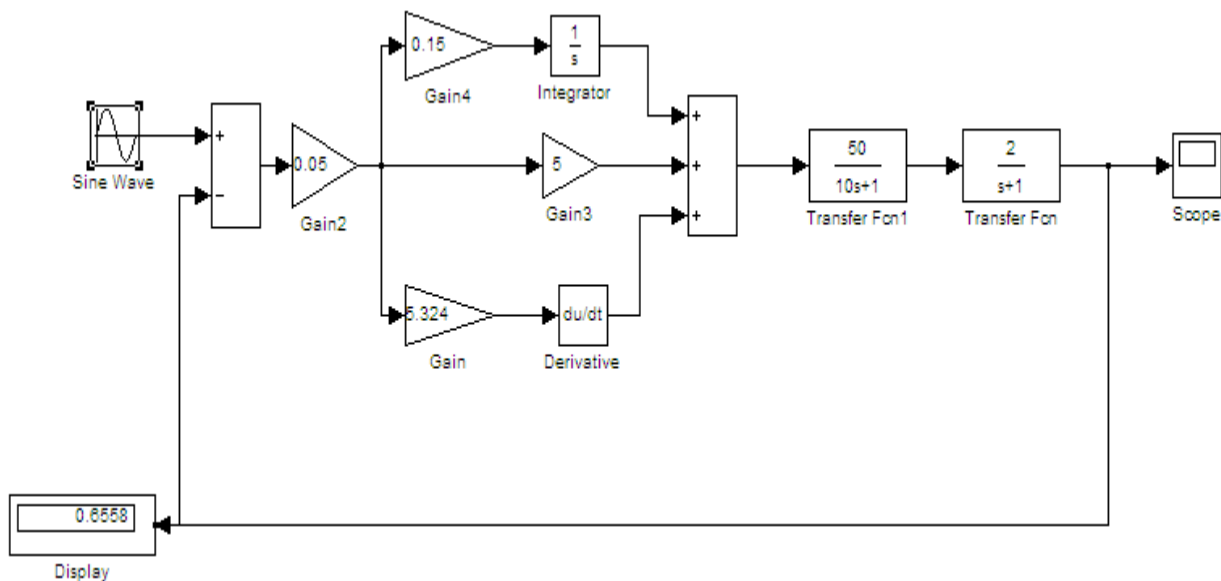 0.15
1
s
Gain4
Integrator
+
+
50
2
Sine Wave
0.05
5
+
10s+1
s+1
−
Gain2
Gain3
Transfer Fcn1
Transfer Fcn
Scope
+
5.324
du/dt
Gain
Derivative
0.6558
Display